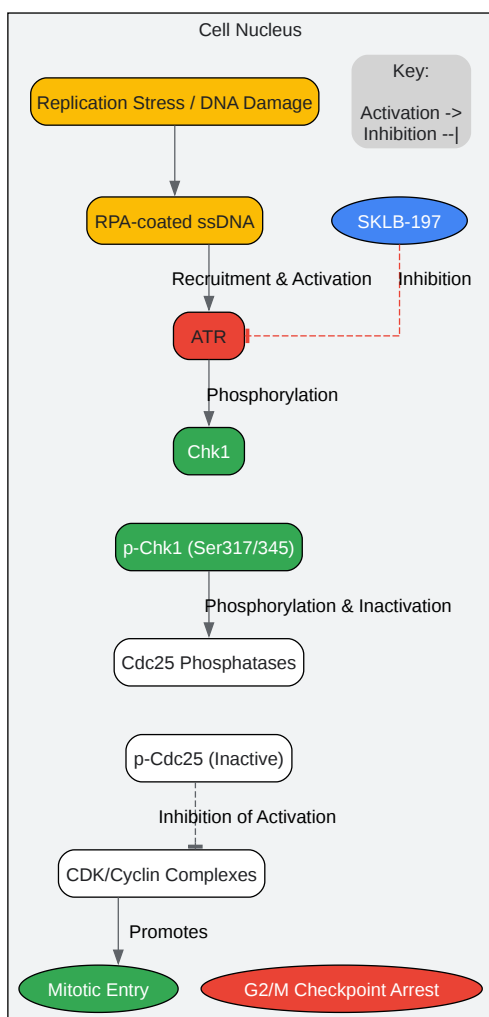 Cell Nucleus
Key:
Activation ->
Inhibition --|
Replication Stress / DNA Damage
RPA-coated ssDNA
SKLB-197
Recruitment & Activation
Inhibition
ATR
Phosphorylation
Chk1
p-Chk1 (Ser317/345)
Phosphorylation & Inactivation
Cdc25 Phosphatases
p-Cdc25 (Inactive)
Inhibition of Activation
CDK/Cyclin Complexes
Promotes
Mitotic Entry
G2/M Checkpoint Arrest